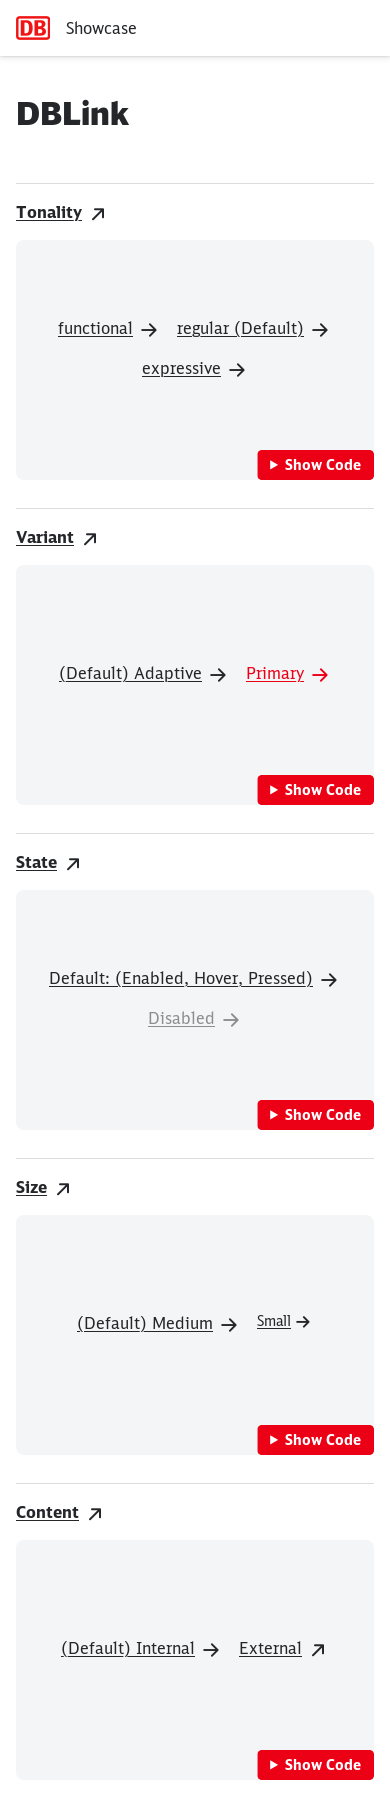 DB Showcase
DBLink
Tonality
functional regular (Default)
expressive
Show Code
Variant
(Default) Adaptive Primary
Show Code
State
Default: (Enabled, Hover, Pressed)
Disabled
Show Code
Size
(Default) Medium Small
Show Code
Content
(Default) Internal External
Show Code